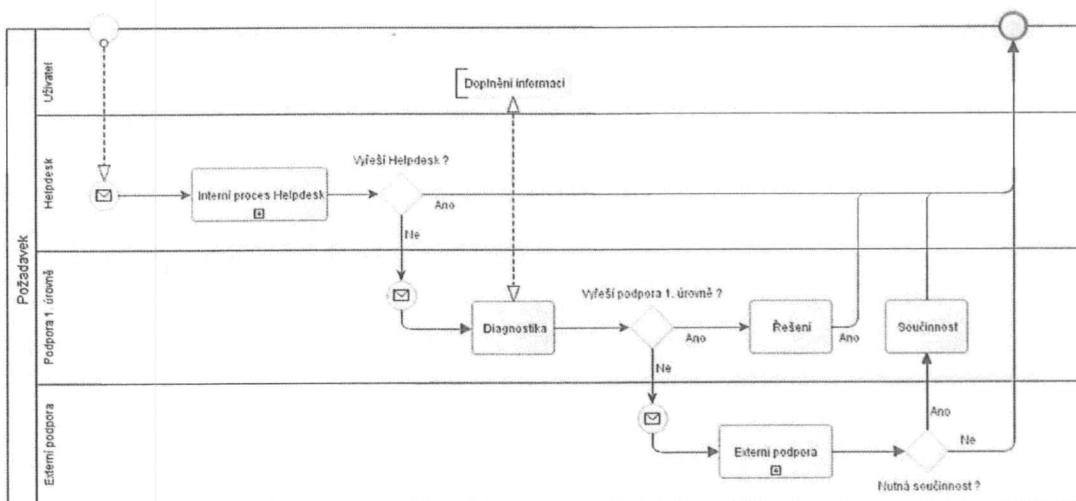 Požadavek
Uživatel
Doplnění informací
Helpdesk
Vyřeší Helpdesk ?
Interní proces Helpdesk
Ano
Ne
Podpora 1. úrovně
Vyřeší podpora 1. úrovně ?
Diagnostika
Ano
Řešení
Ano
Součinnost
Ne
Externí podpora
Externí podpora
Ano
Ne
Nutná součinnost ?